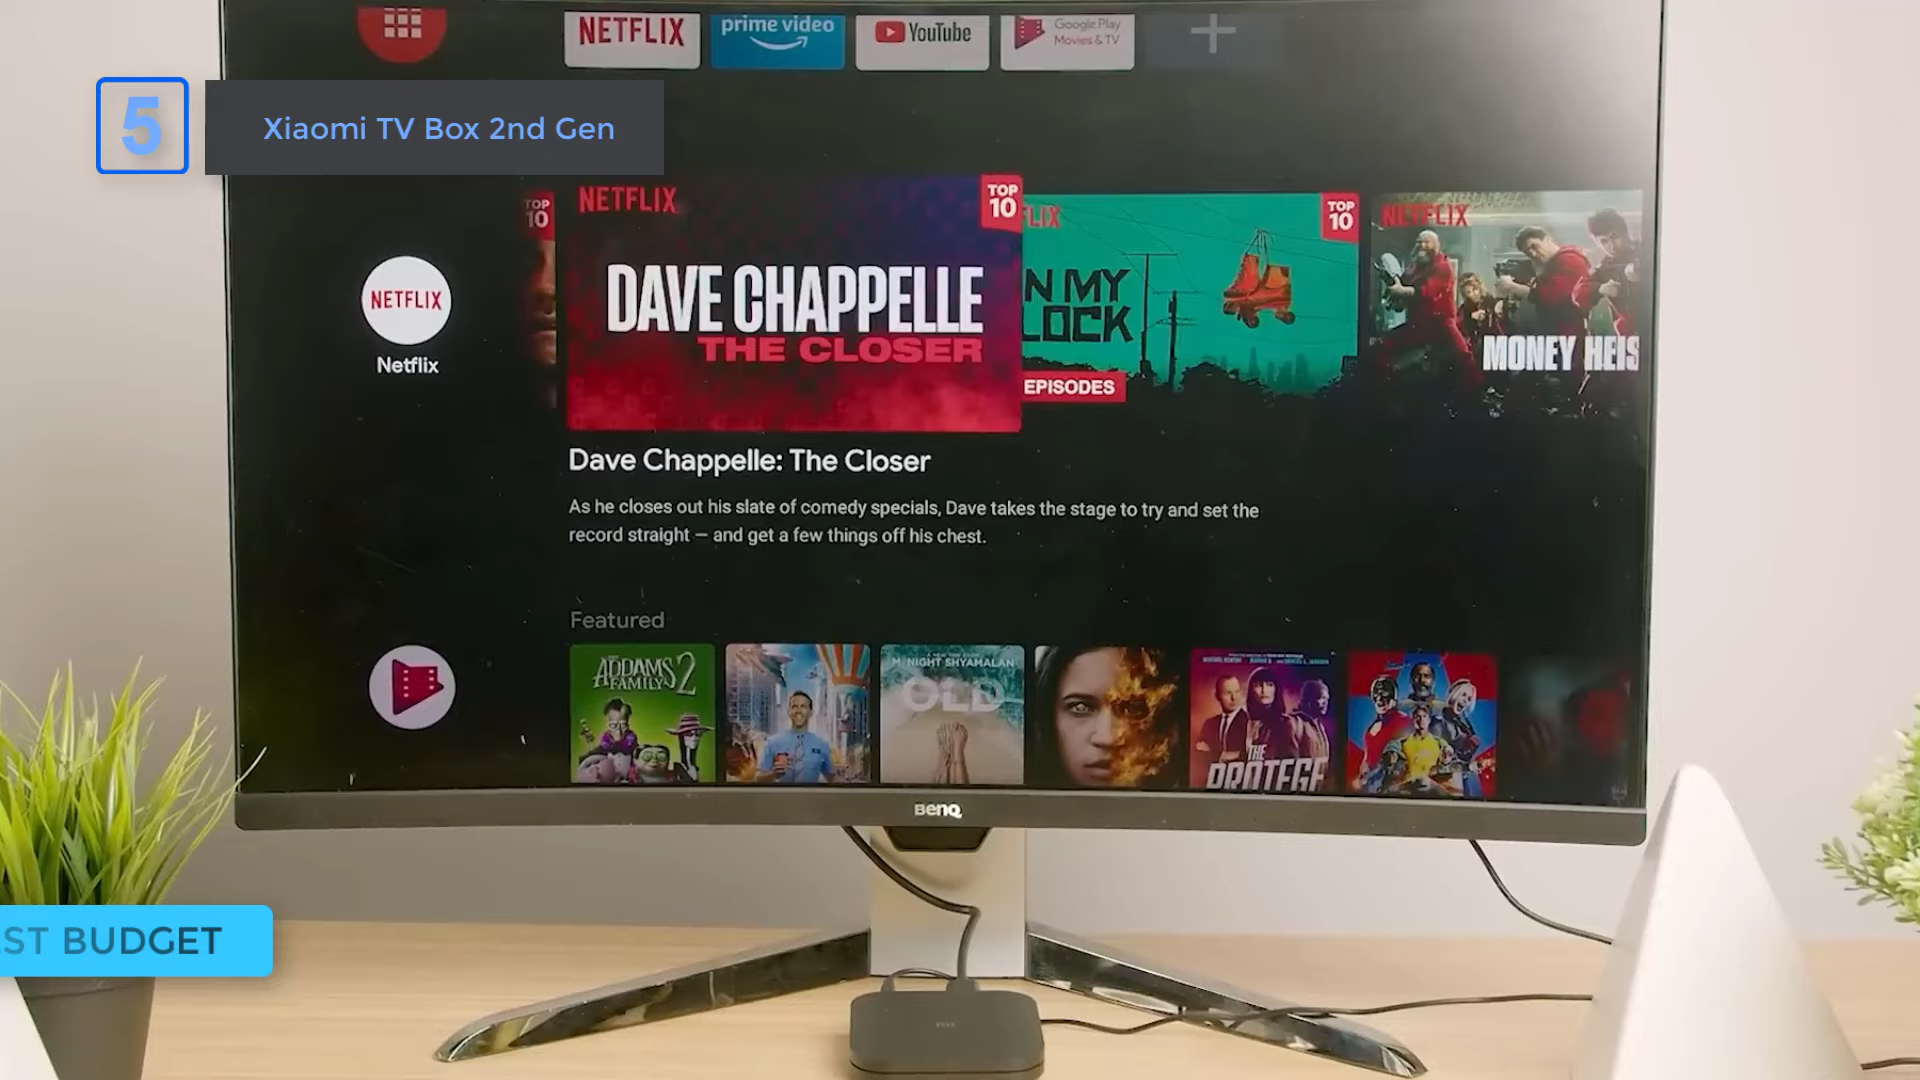 NETFLIX
prime video
YouTube
Google Play
Movies & TV
5
Xiaomi TV Box 2nd Gen
TOP
10
NETFLIX
TOP
10
DAVE CHAPPELLE
THE CLOSER
FLIX
TOP
10
N MY
LOCK
EPISODES
NETFLIX
MONEY HEIS
NETFLIX
Netflix
Dave Chappelle: The Closer
As he closes out his slate of comedy specials, Dave takes the stage to try and set the
record straight — and get a few things off his chest.
Featured
ADDAMS
FAMILY 2
M. NIGHT SHYAMALAN
OLD
THE
PROTEGE
BenQ
EST BUDGET